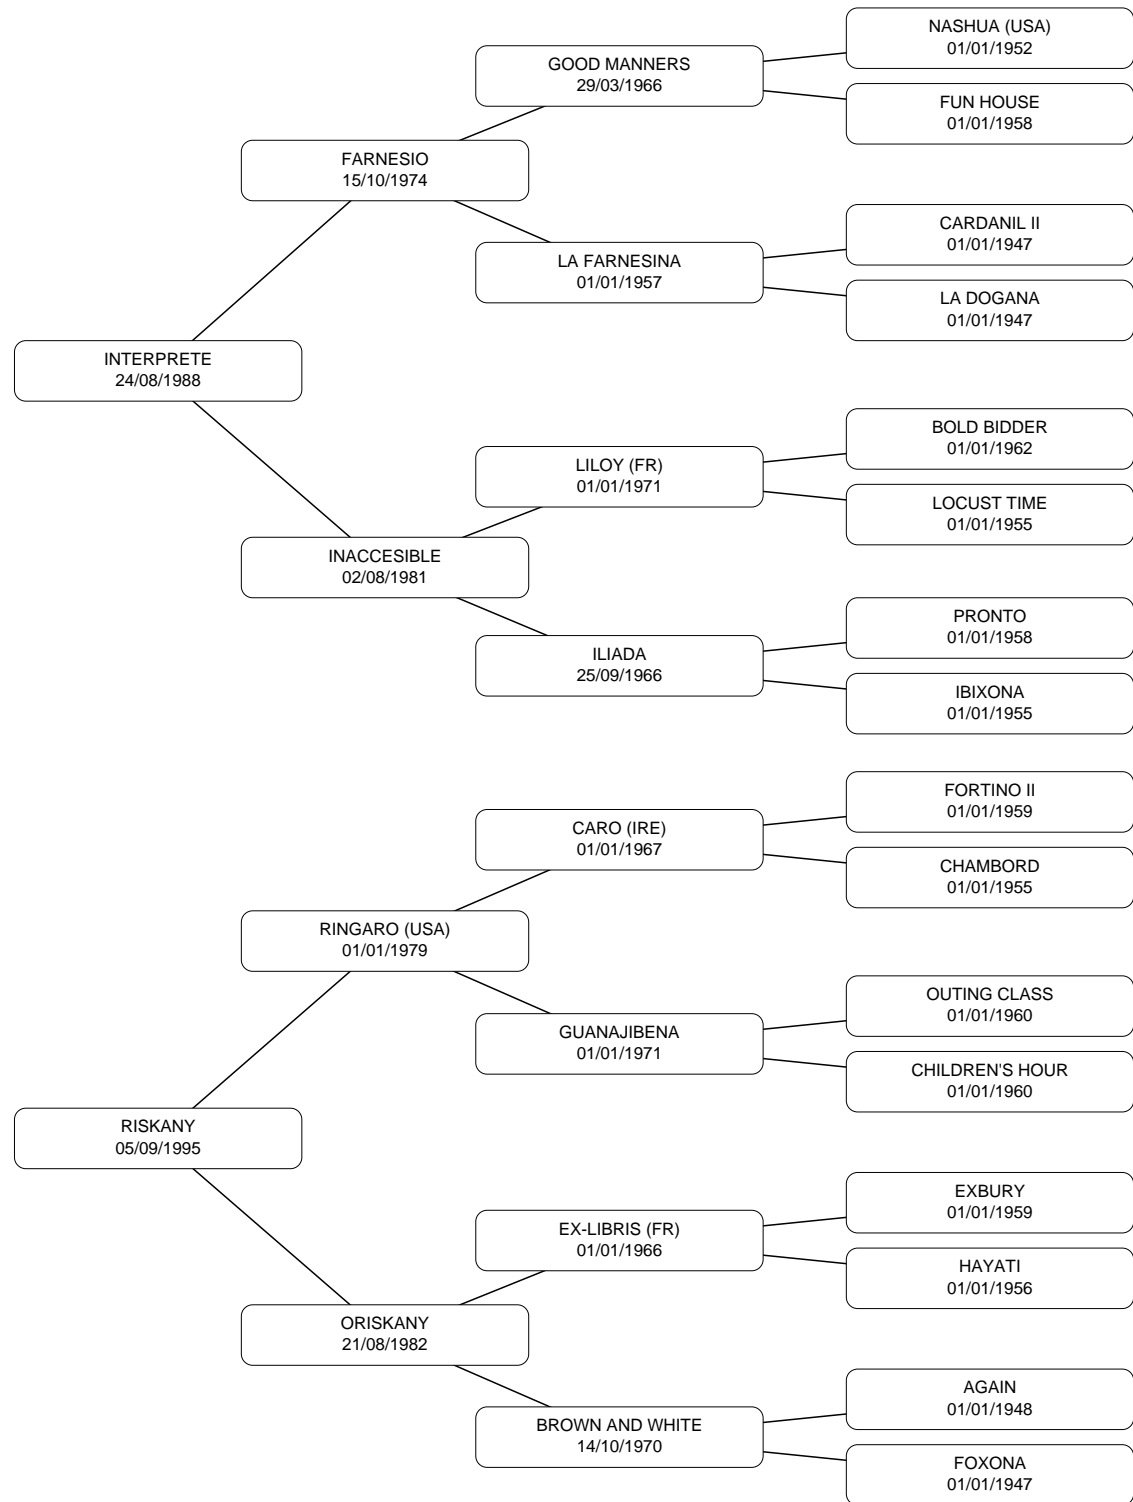 NASHUA (USA)
01/01/1952
GOOD MANNERS
29/03/1966
FUN HOUSE
01/01/1958
FARNESIO
15/10/1974
CARDANIL II
01/01/1947
LA FARNESINA
01/01/1957
LA DOGANA
01/01/1947
INTERPRETE
24/08/1988
BOLD BIDDER
01/01/1962
LILOY (FR)
01/01/1971
LOCUST TIME
01/01/1955
INACCESIBLE
02/08/1981
PRONTO
01/01/1958
ILIADA
25/09/1966
IBIXONA
01/01/1955
FORTINO II
01/01/1959
CARO (IRE)
01/01/1967
CHAMBORD
01/01/1955
RINGARO (USA)
01/01/1979
OUTING CLASS
01/01/1960
GUANAJIBENA
01/01/1971
CHILDREN'S HOUR
01/01/1960
RISKANY
05/09/1995
EXBURY
01/01/1959
EX-LIBRIS (FR)
01/01/1966
HAYATI
01/01/1956
ORISKANY
21/08/1982
AGAIN
01/01/1948
BROWN AND WHITE
14/10/1970
FOXONA
01/01/1947